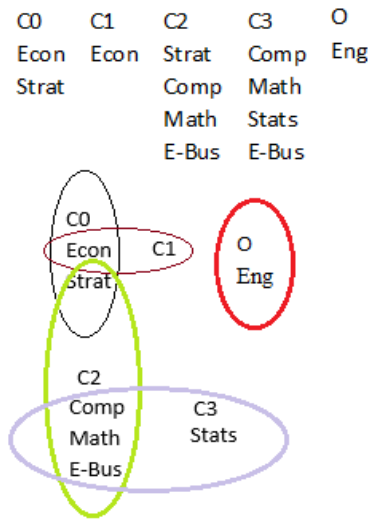 C0 C1 C2 C3 O
Econ Econ Strat Comp Eng
Strat Comp Math
Math Stats
E-Bus E-Bus
C0
Econ C1
Strat
O
Eng
C2
Comp
Math
E-Bus
C3
Stats